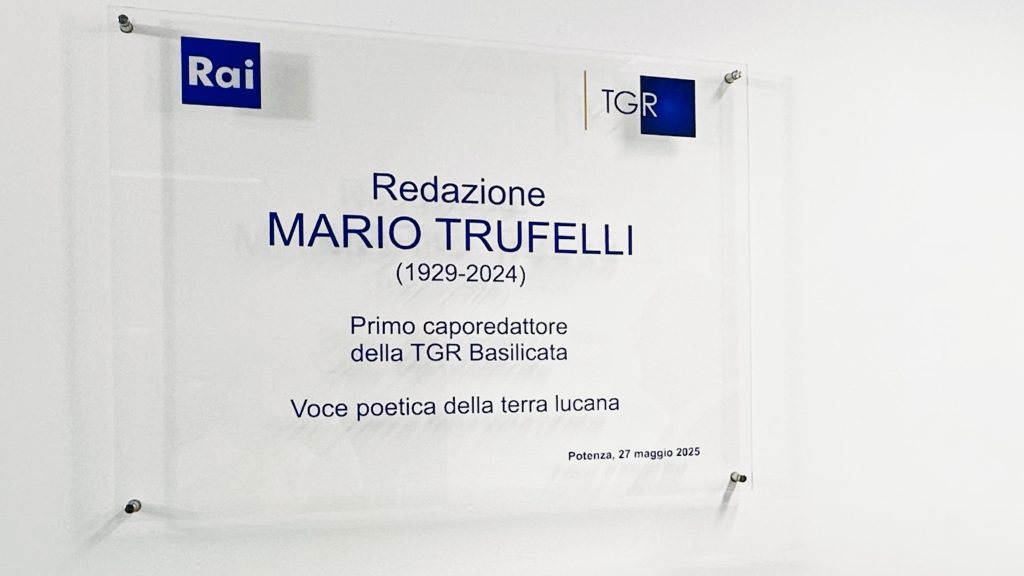 Rai
TGR
Redazione
MARIO TRUFELLI
(1929-2024)
Primo caporedattore
della TGR Basilicata
Voce poetica della terra lucana
Potenza, 27 maggio 2025